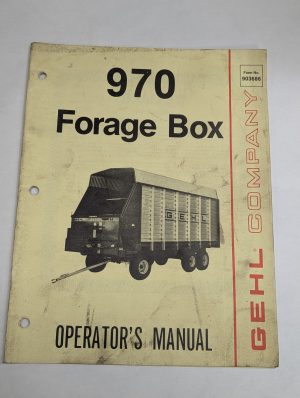 970
Forage Box
Form No.
903686
GEHL
OPERATOR'S MANUAL
GEHL COMPANY